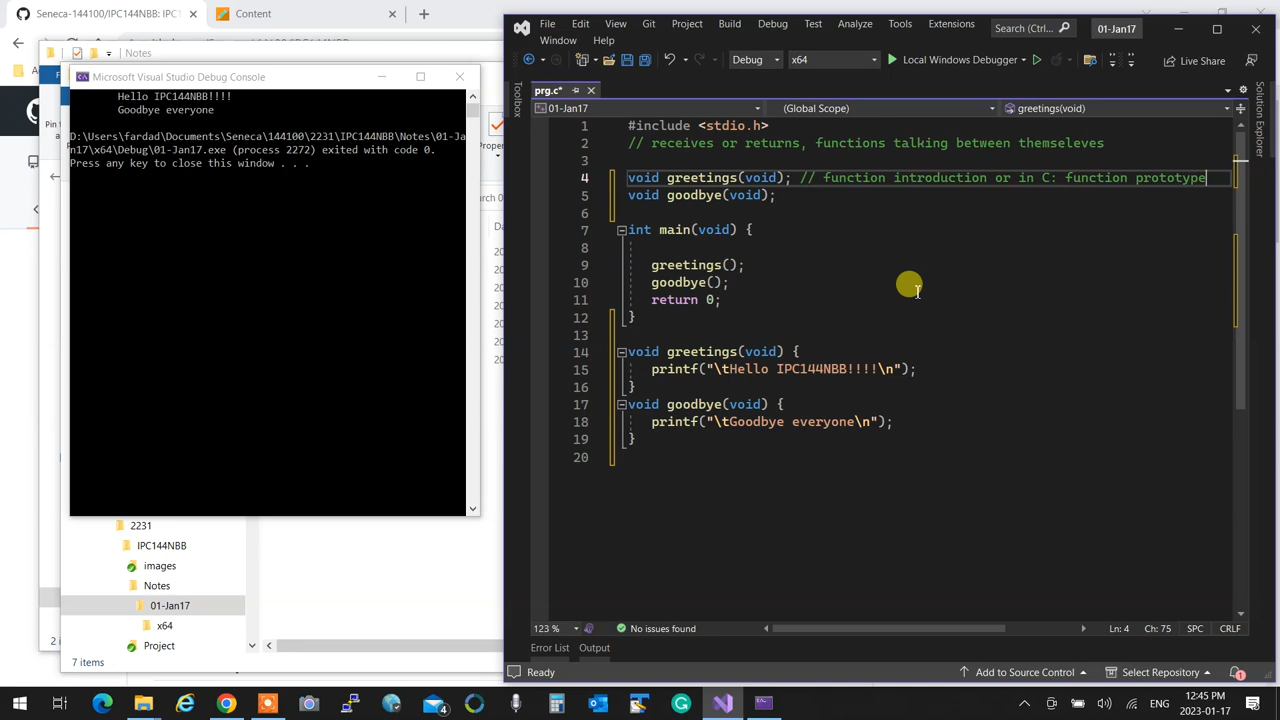 Seneca-144100/IPC144NBB: IPC1
Content
Notes
Microsoft Visual Studio Debug Console
Hello IPC144NBB!!!!
Goodbye everyone
D:\Users\fardad\Documents\Seneca\144100\2231\IPC144NBB\Notes\01-Ja
n17\x64\Debug\01-Jan17.exe (process 2272) exited with code 0.
Press any key to close this window . . .
2231
IPC144NBB
images
Notes
01-Jan17
x64
Project
7 items
File Edit View Git Project Build Debug Test Analyze Tools Extensions
Window Help
Search (Ctrl...
01-Jan17
Debug x64 Local Windows Debugger Live Share
prg.c*
01-Jan17 (Global Scope) greetings(void)
Toolbox
Solution Explorer
1 #include <stdio.h>
2 // receives or returns, functions talking between themseleves
3
4 void greetings(void); // function introduction or in C: function prototype
5 void goodbye(void);
6
7 int main(void) {
8
9 greetings();
10 goodbye();
11 return 0;
12 }
13
14 void greetings(void) {
15 printf("\tHello IPC144NBB!!!!\n");
16 }
17 void goodbye(void) {
18 printf("\tGoodbye everyone\n");
19 }
20
123 % No issues found Ln: 4 Ch: 75 SPC CRLF
Error List Output
Ready Add to Source Control Select Repository 1
4
ENG 12:45 PM
2023-01-17